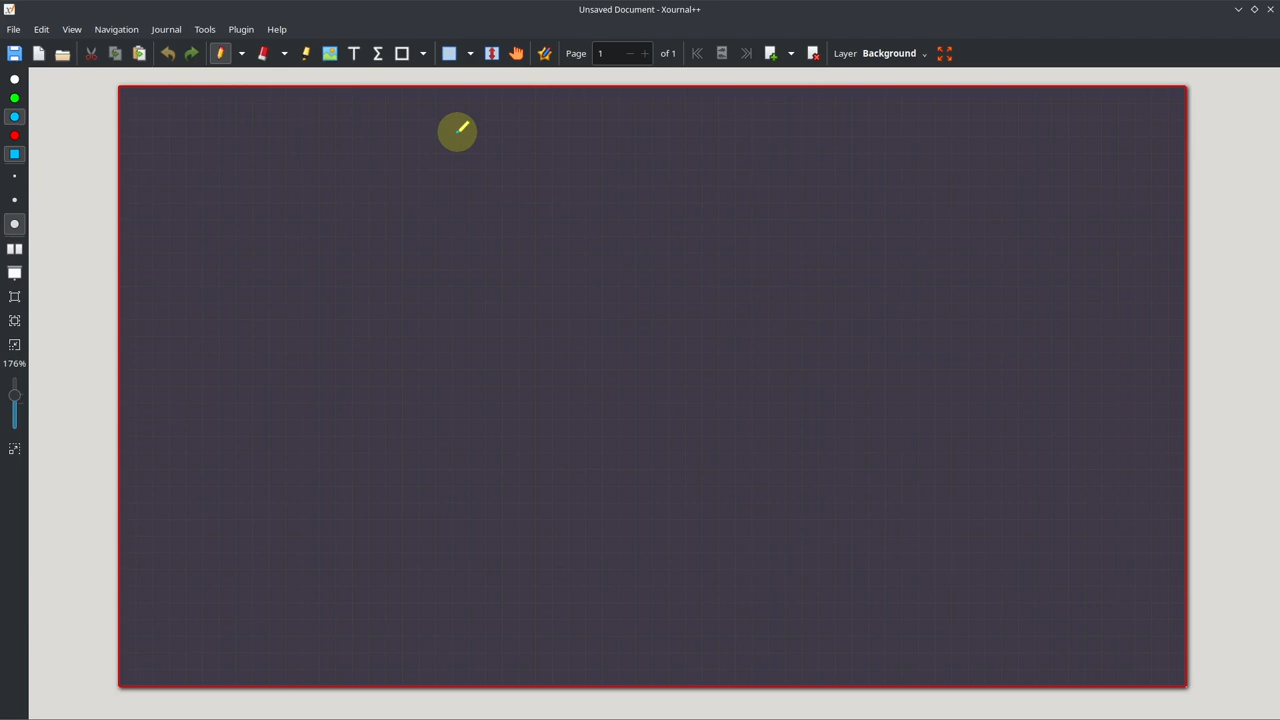 Unsaved Document - Xournal++
File Edit View Navigation Journal Tools Plugin Help
T Σ Page 1 of 1 Layer Background
176%